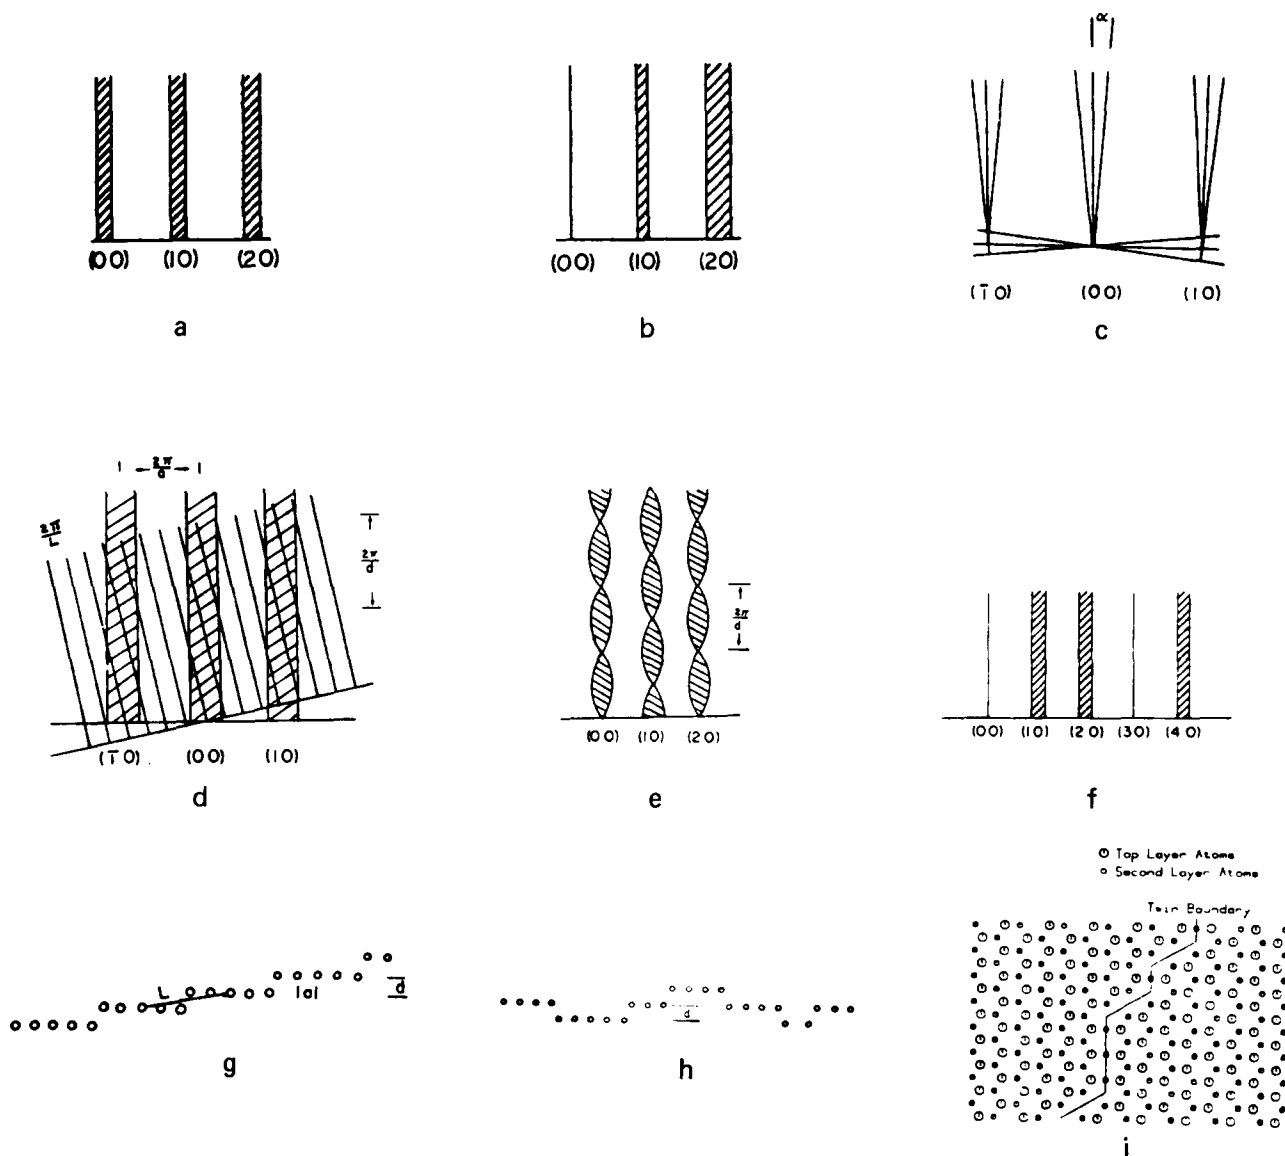 α
(00) (10) (20)
a
(00) (10) (20)
b
(1̄0) (00) (10)
c
2π/a
2π/L
2π/d
(1̄0) (00) (10)
d
2π/d
(00) (10) (20)
e
(00) (10) (20) (30) (40)
f
L
|a|
d
g
d
h
Top Layer Atoms
Second Layer Atoms
Twin Boundary
i